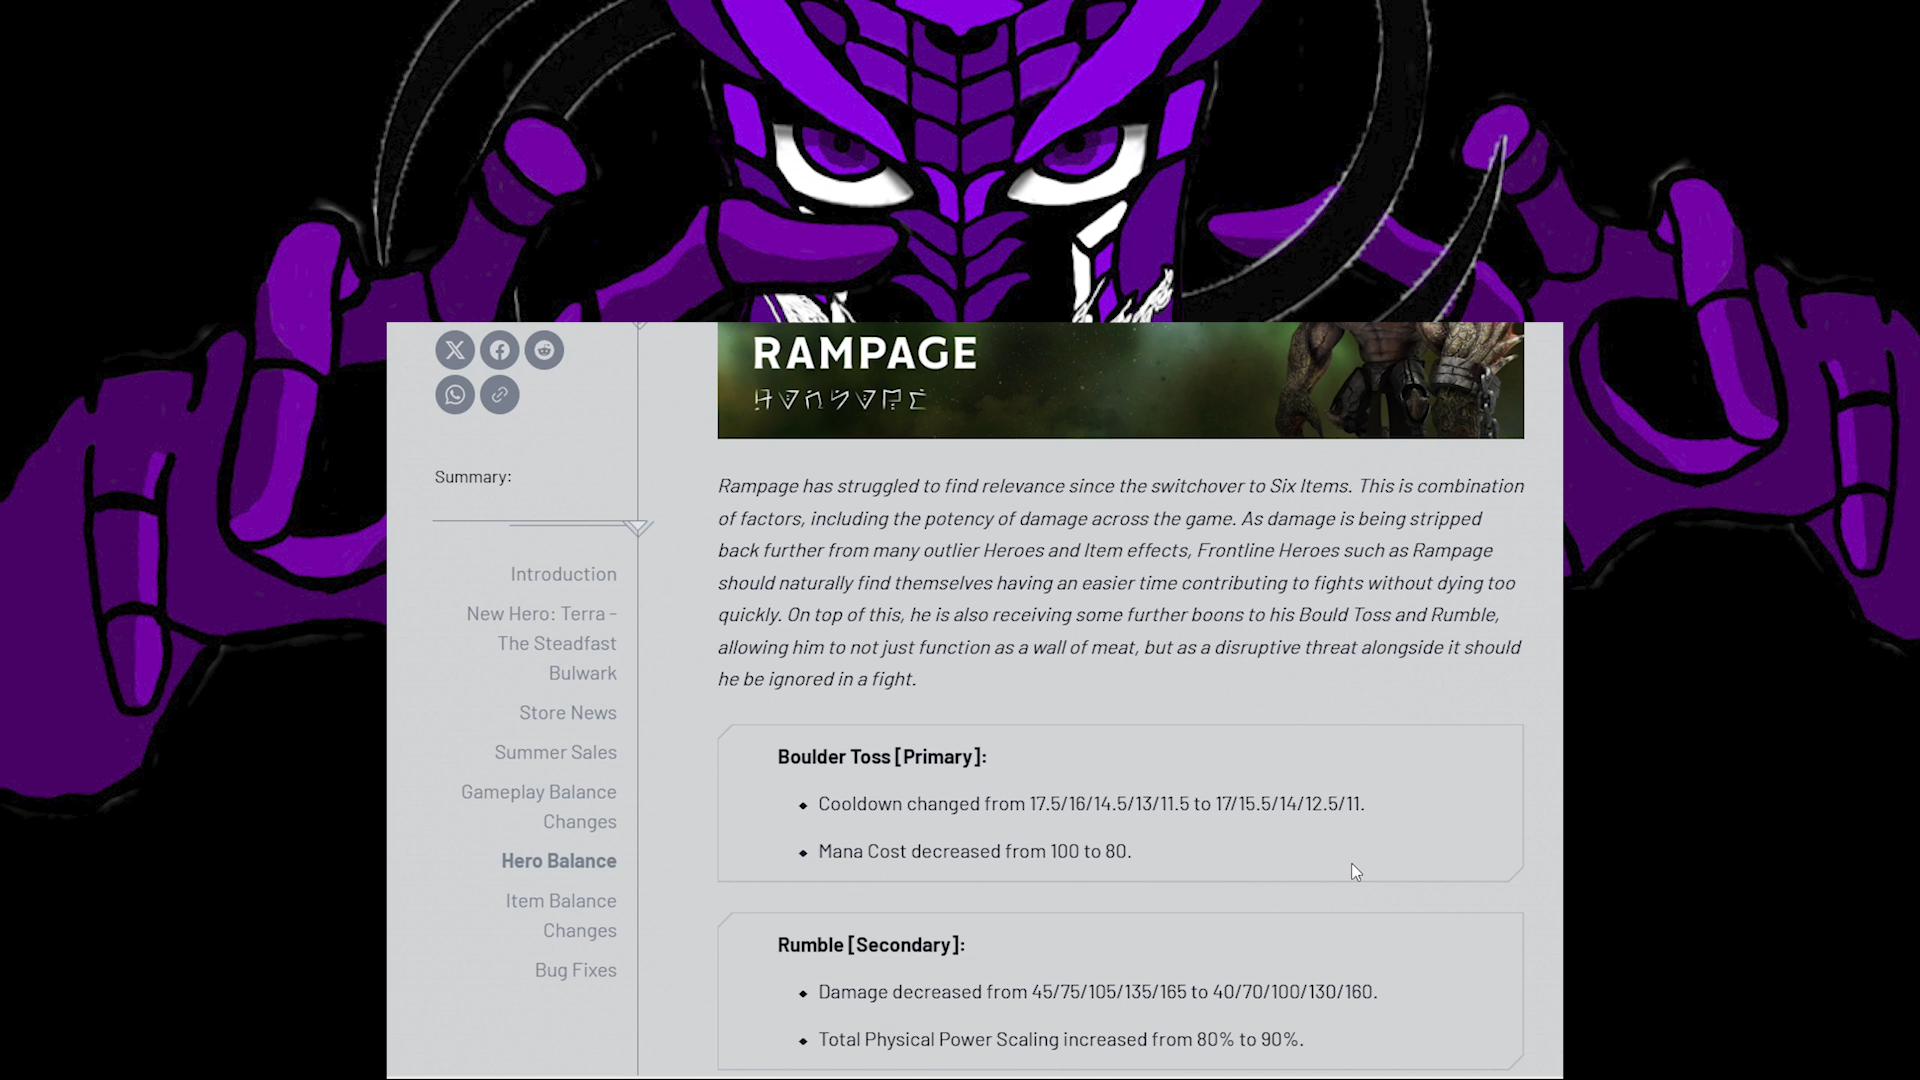 RAMPAGE
Summary:
Introduction
New Hero: Terra -
The Steadfast
Bulwark
Store News
Summer Sales
Gameplay Balance
Changes
Hero Balance
Item Balance
Changes
Bug Fixes
Rampage has struggled to find relevance since the switchover to Six Items. This is combination
of factors, including the potency of damage across the game. As damage is being stripped
back further from many outlier Heroes and Item effects, Frontline Heroes such as Rampage
should naturally find themselves having an easier time contributing to fights without dying too
quickly. On top of this, he is also receiving some further boons to his Bould Toss and Rumble,
allowing him to not just function as a wall of meat, but as a disruptive threat alongside it should
he be ignored in a fight.
Boulder Toss [Primary]:
Cooldown changed from 17.5/16/14.5/13/11.5 to 17/15.5/14/12.5/11.
Mana Cost decreased from 100 to 80.
Rumble [Secondary]:
Damage decreased from 45/75/105/135/165 to 40/70/100/130/160.
Total Physical Power Scaling increased from 80% to 90%.